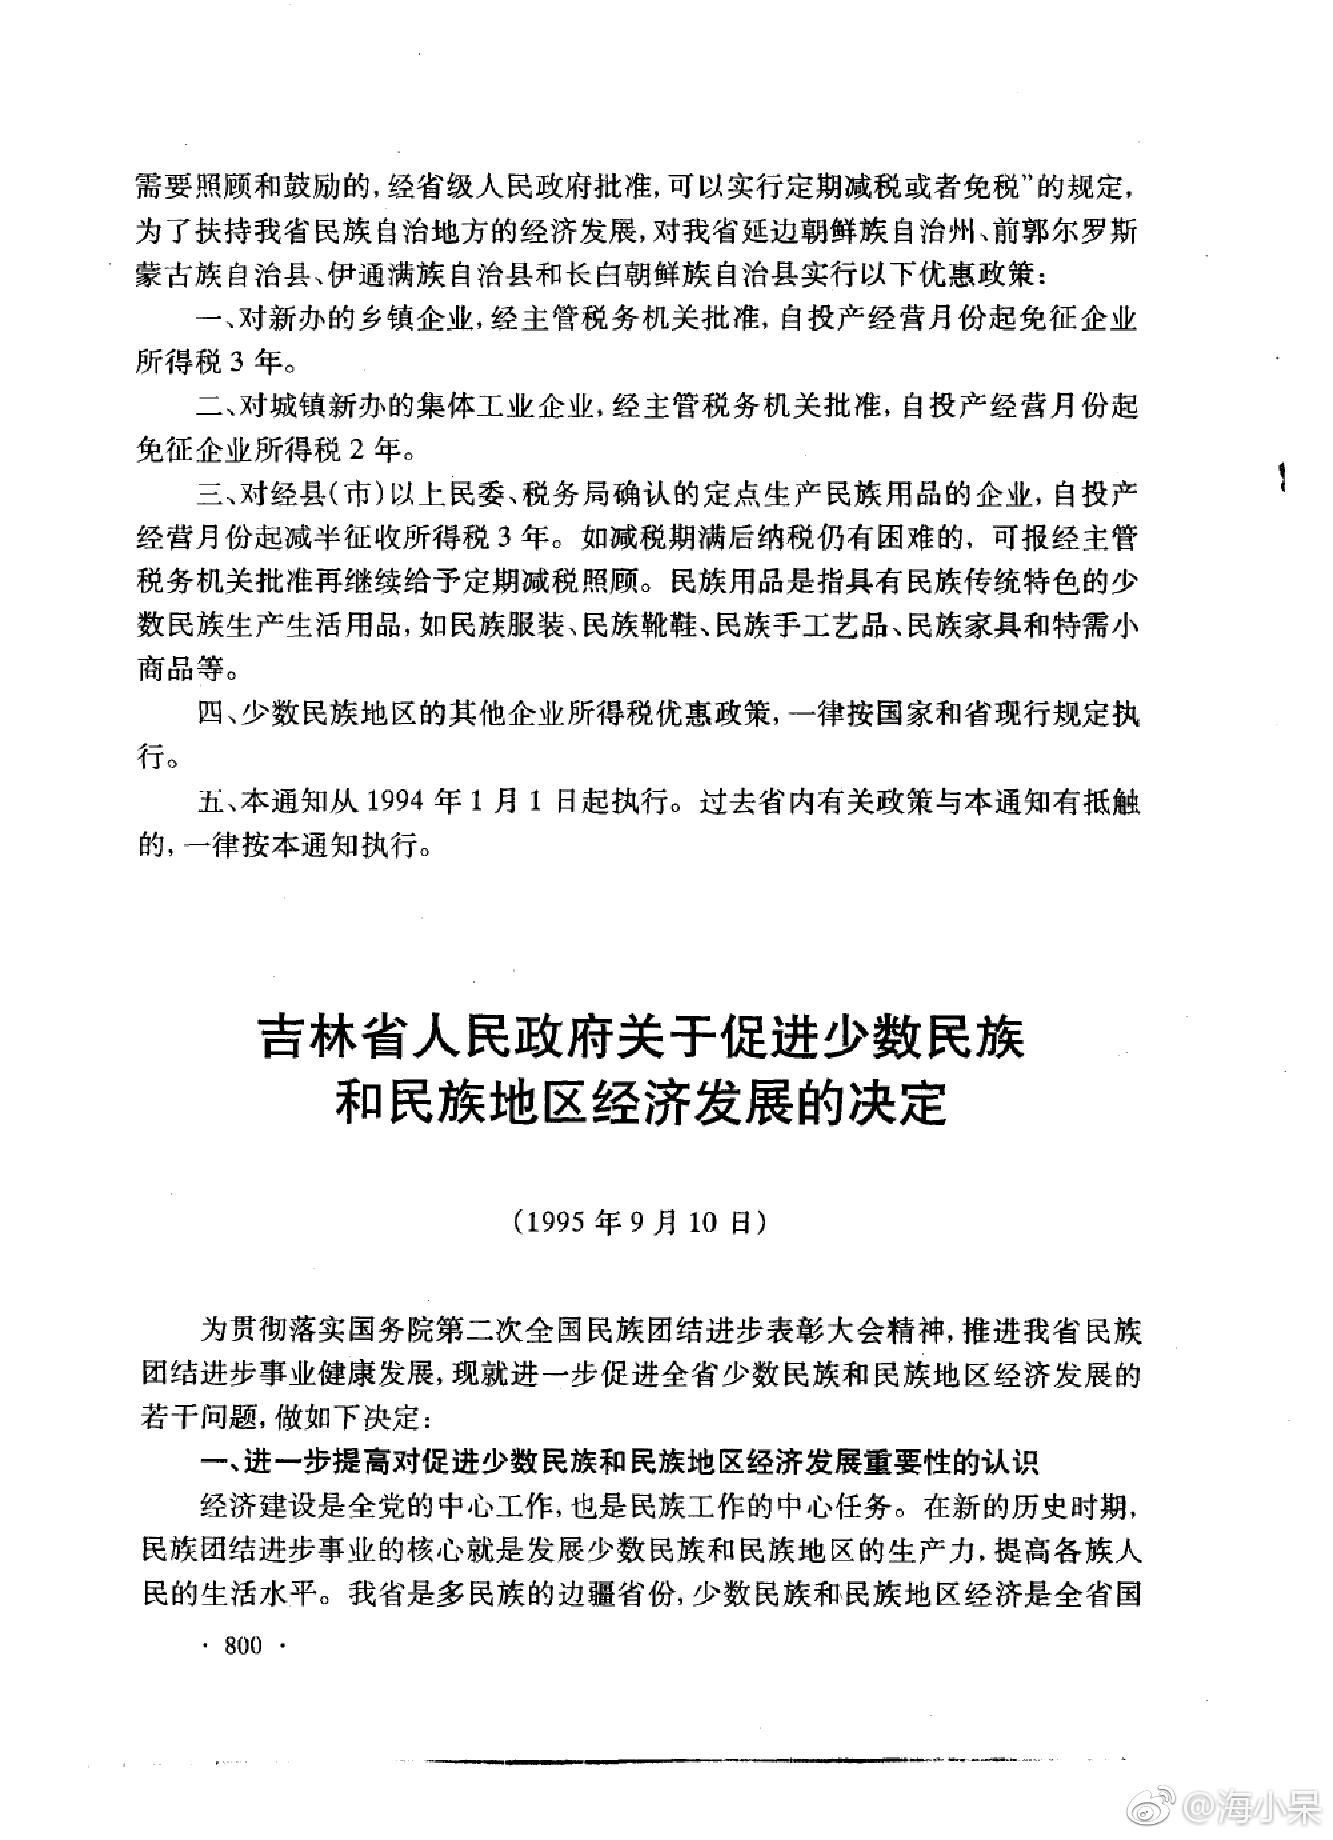 需要照顾和鼓励的,经省级人民政府批准,可以实行定期减税或者免税”的规定,
为了扶持我省民族自治地方的经济发展,对我省延边朝鲜族自治州、前郭尔罗斯
蒙古族自治县、伊通满族自治县和长白朝鲜族自治县实行以下优惠政策:
一、对新办的乡镇企业,经主管税务机关批准,自投产经营月份起免征企业
所得税3年。
二、对城镇新办的集体工业企业,经主管税务机关批准,自投产经营月份起
免征企业所得税2年。
三、对经县(市)以上民委、税务局确认的定点生产民族用品的企业,自投产
经营月份起减半征收所得税3年。如减税期满后纳税仍有困难的,可报经主管
税务机关批准再继续给予定期减税照顾。民族用品是指具有民族传统特色的少
数民族生产生活用品,如民族服装、民族靴鞋、民族手工艺品、民族家具和特需小
商品等。
四、少数民族地区的其他企业所得税优惠政策,一律按国家和省现行规定执
行。
五、本通知从1994年1月1日起执行。过去省内有关政策与本通知有抵触
的,一律按本通知执行。
吉林省人民政府关于促进少数民族
和民族地区经济发展的决定
(1995年9月10日)
为贯彻落实国务院第二次全国民族团结进步表彰大会精神,推进我省民族
团结进步事业健康发展,现就进一步促进全省少数民族和民族地区经济发展的
若干问题,做如下决定:
一、进一步提高对促进少数民族和民族地区经济发展重要性的认识
经济建设是全党的中心工作,也是民族工作的中心任务。在新的历史时期,
民族团结进步事业的核心就是发展少数民族和民族地区的生产力,提高各族人
民的生活水平。我省是多民族的边疆省份,少数民族和民族地区经济是全省国
· 800 ·
@海小呆